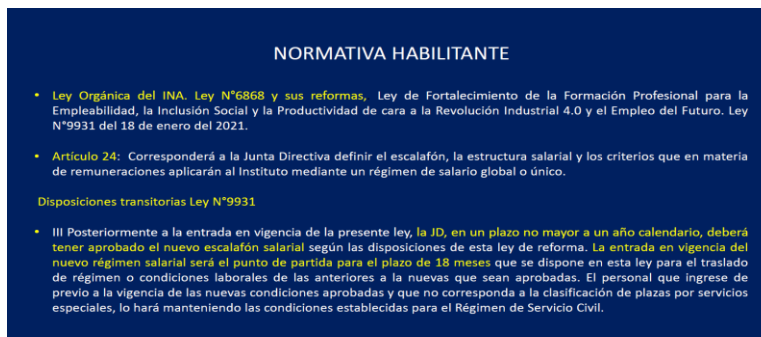 NORMATIVA HABILITANTE
• Ley Orgánica del INA. Ley N°6868 y sus reformas, Ley de Fortalecimiento de la Formación Profesional para la
Empleabilidad, la Inclusión Social y la Productividad de cara a la Revolución Industrial 4.0 y el Empleo del Futuro. Ley
N°9931 del 18 de enero del 2021.
• Artículo 24: Corresponderá a la Junta Directiva definir el escalafón, la estructura salarial y los criterios que en materia
de remuneraciones aplicarán al Instituto mediante un régimen de salario global o único.
Disposiciones transitorias Ley N°9931
• III Posteriormente a la entrada en vigencia de la presente ley, la JD, en un plazo no mayor a un año calendario, deberá
tener aprobado el nuevo escalafón salarial según las disposiciones de esta ley de reforma. La entrada en vigencia del
nuevo régimen salarial será el punto de partida para el plazo de 18 meses que se dispone en esta ley para el traslado
de régimen o condiciones laborales de las anteriores a la nuevas que sean aprobadas. El personal que ingrese de
previo a la vigencia de las nuevas condiciones aprobadas y que no corresponda a la clasificación de plazas por servicios
especiales, lo hará manteniendo las condiciones establecidas para el Régimen de Servicio Civil.